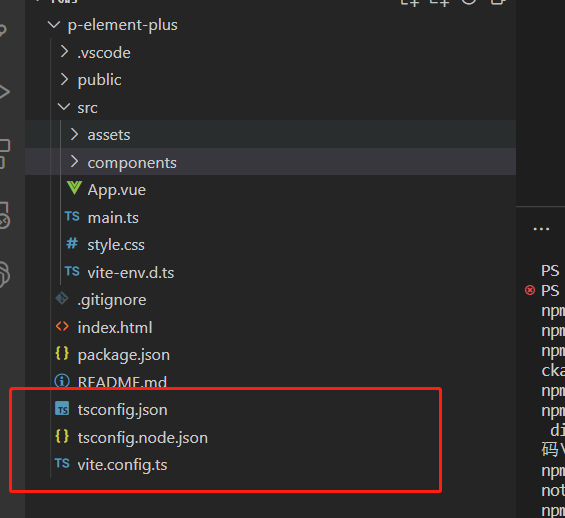 p-element-plus
.vscode
public
src
assets
components
App.vue
TS main.ts
# style.css
TS vite-env.d.ts
.gitignore
<> index.html
{} package.json
README.md
TS tsconfig.json
{} tsconfig.node.json
TS vite.config.ts
...
PS
PS
npm
npm
npm
cka
npm
npm
di
码\
npm
not
npm